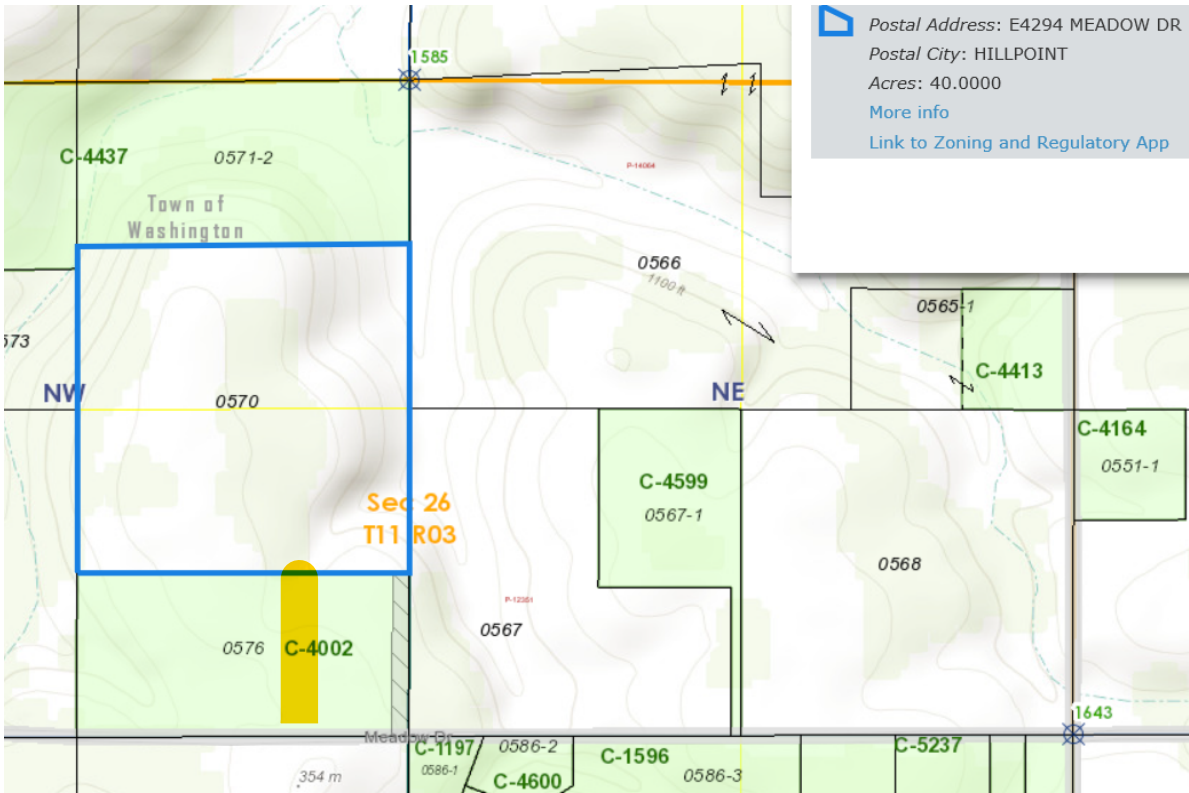 Postal Address: E4294 MEADOW DR
Postal City: HILLPOINT
Acres: 40.0000
More info
Link to Zoning and Regulatory App
1585
C-4437
0571-2
Town of
Washington
P-14064
0566
1100 ft
0565-1
573
C-4413
NW
0570
NE
C-4164
0551-1
C-4599
0567-1
Sec 26
T11 R03
0568
P-12351
0567
0576
C-4002
1643
Meadow Dr
C-1197
0586-1
0586-2
C-4600
C-1596
0586-3
C-5237
354 m